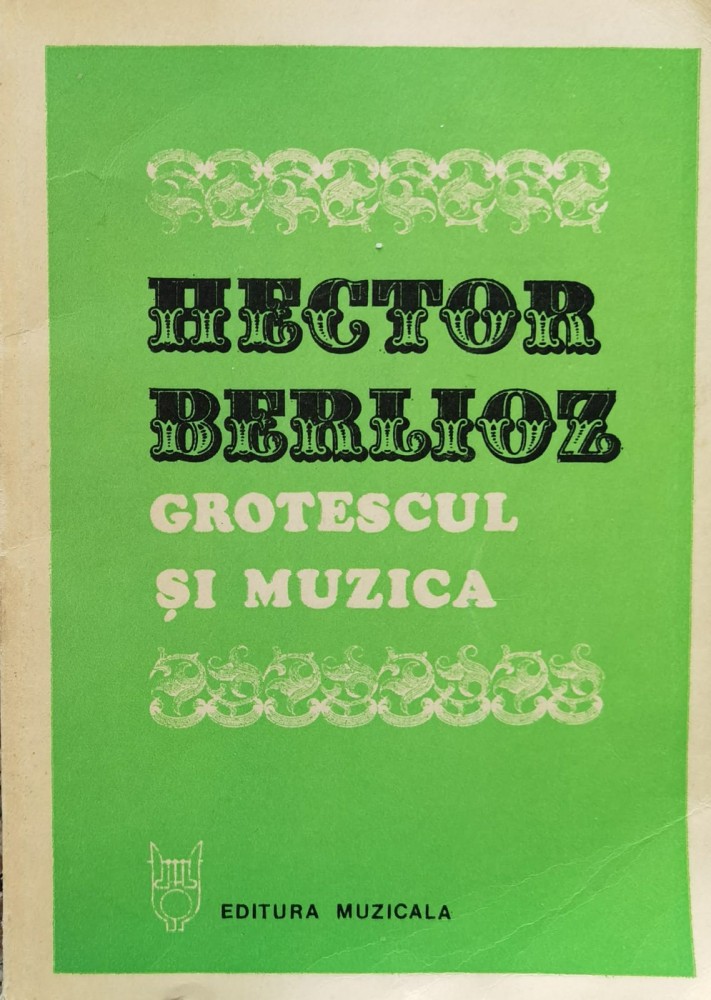 HECTOR
BERLIOZ
GROTESCUL
ȘI MUZICA
EDITURA MUZICALA